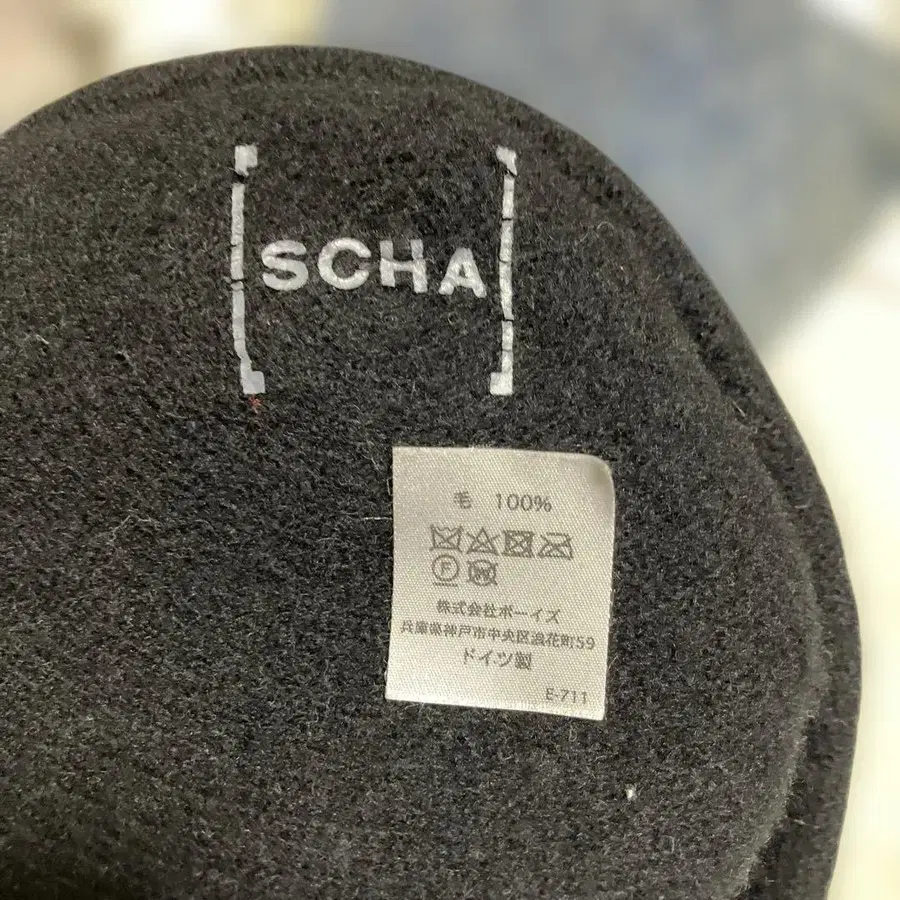 [SCHA]
毛 100%
F W
株式会社ボーイズ
兵庫県神戸市中央区浪花町59
ドイツ製
E-711